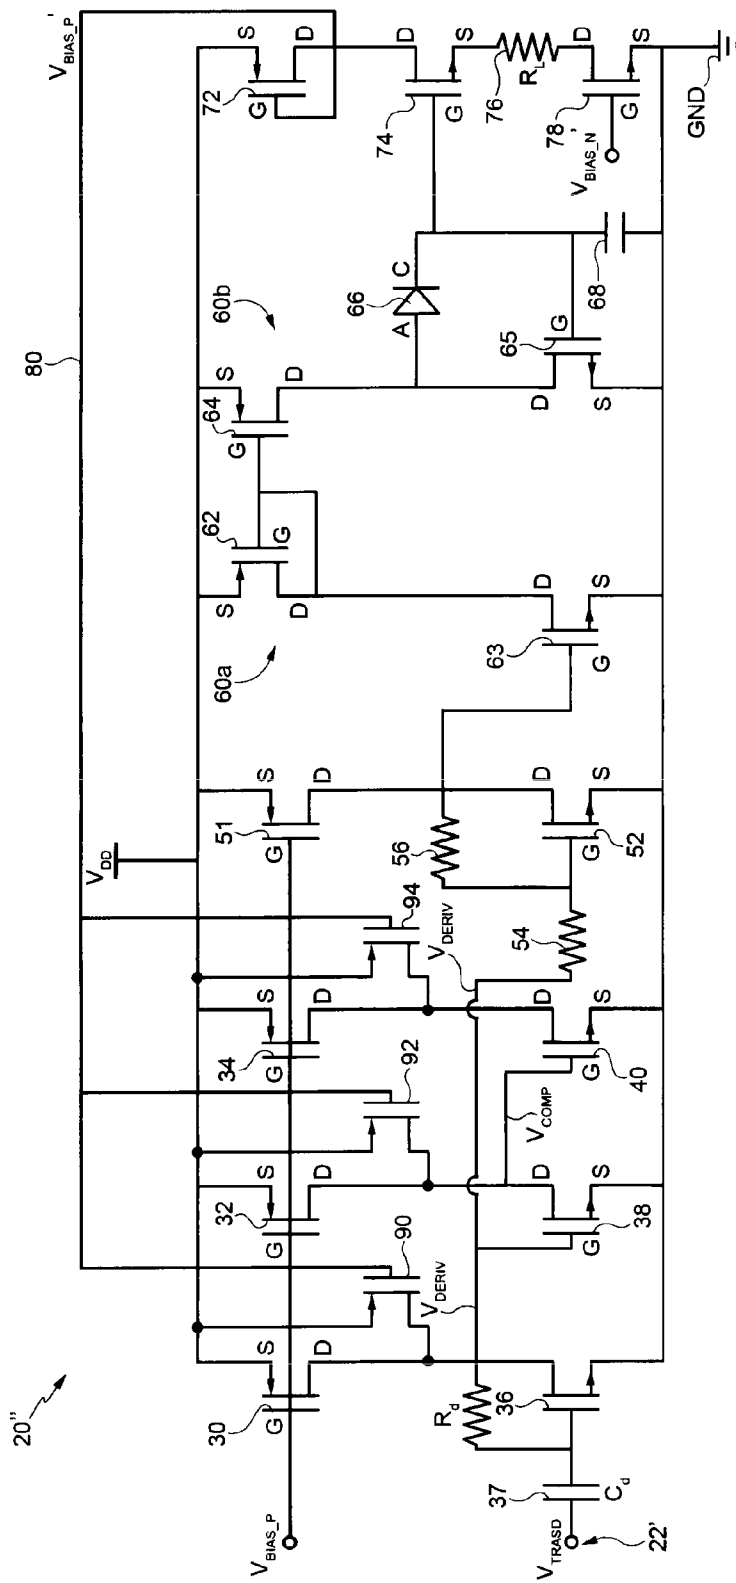 20''
80
V_BIAS_P'
V_DD
S
30
G
D
S
32
G
D
S
34
G
D
S
51
G
D
S
62
G
D
S
64
G
D
S
72
G
D
V_BIAS_P
90
92
94
60a
60b
V_DERIV
V_DERIV
R_d
V_COMP
56
54
A
C
66
74
D
G
S
76
R_L
V_TRASD
22'
37
C_d
36
D
G
S
38
D
G
S
40
D
G
S
52
D
G
S
63
D
G
S
65
68
D
G
S
78
V_BIAS_N'
GND